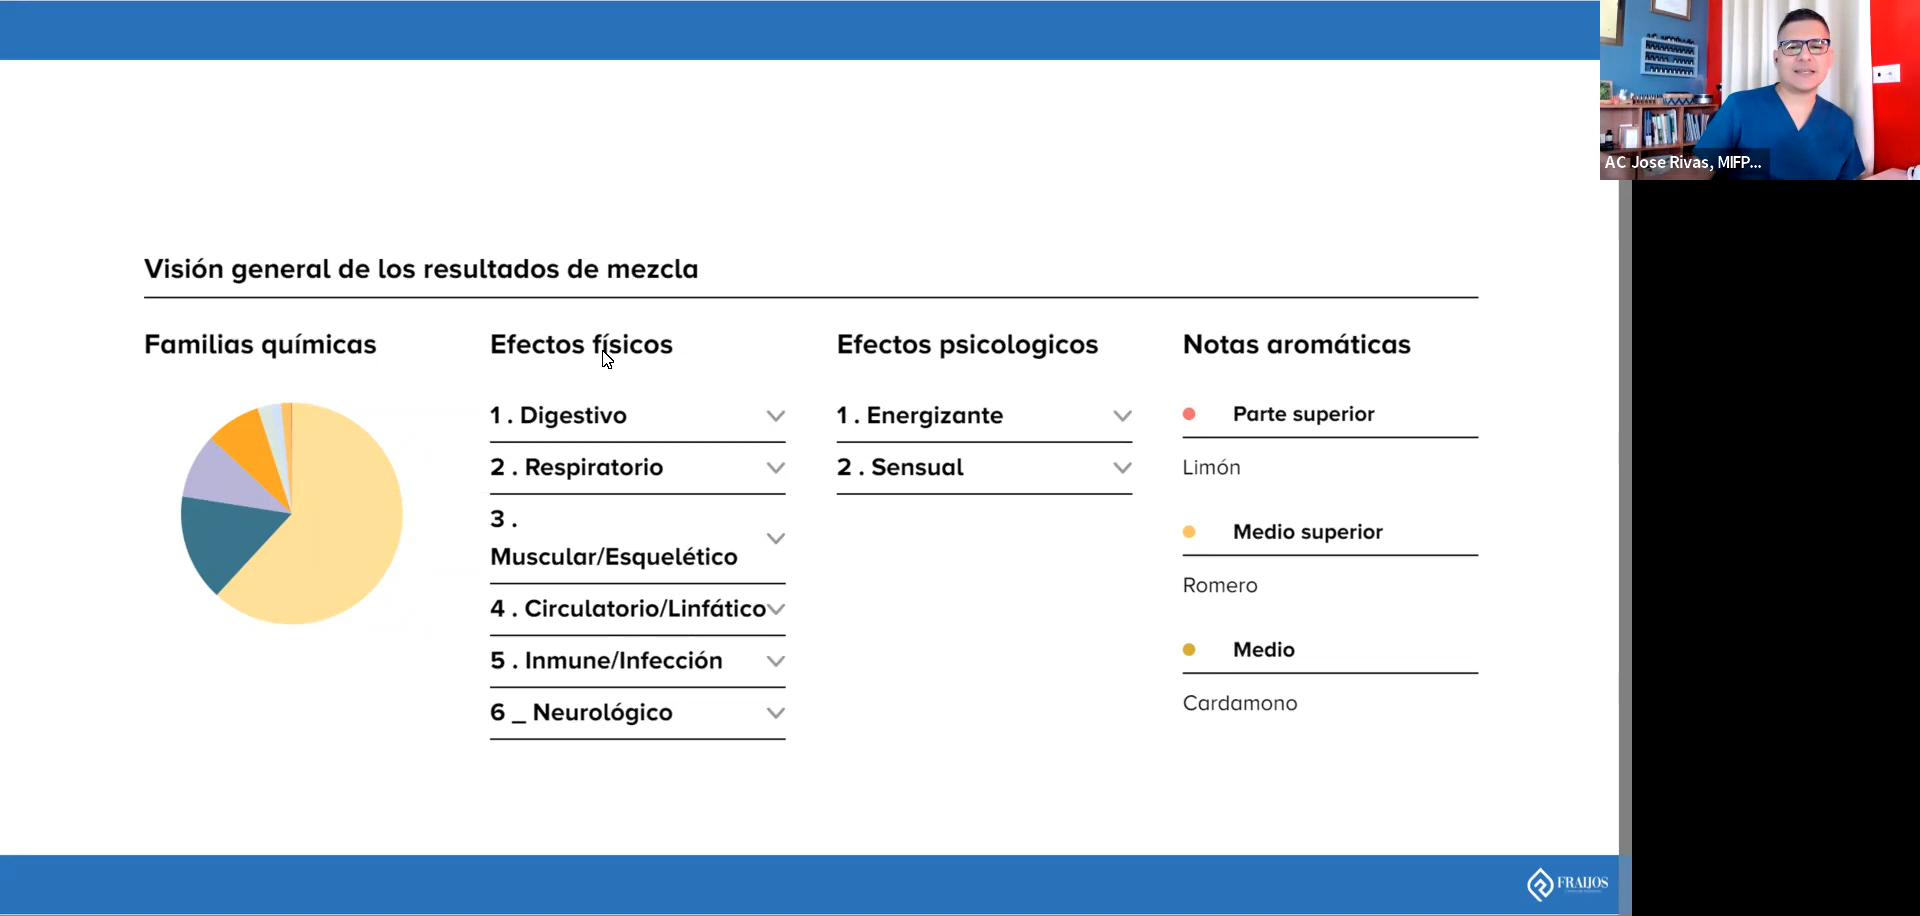 AC Jose Rivas, MIFP...
Visión general de los resultados de mezcla
Familias químicas
Efectos físicos
1 . Digestivo
2 . Respiratorio
3 .
Muscular/Esquelético
4 . Circulatorio/Linfático
5 . Inmune/Infección
6 _ Neurológico
Efectos psicologicos
1 . Energizante
2 . Sensual
Notas aromáticas
Parte superior
Limón
Medio superior
Romero
Medio
Cardamono
FRAIJOS